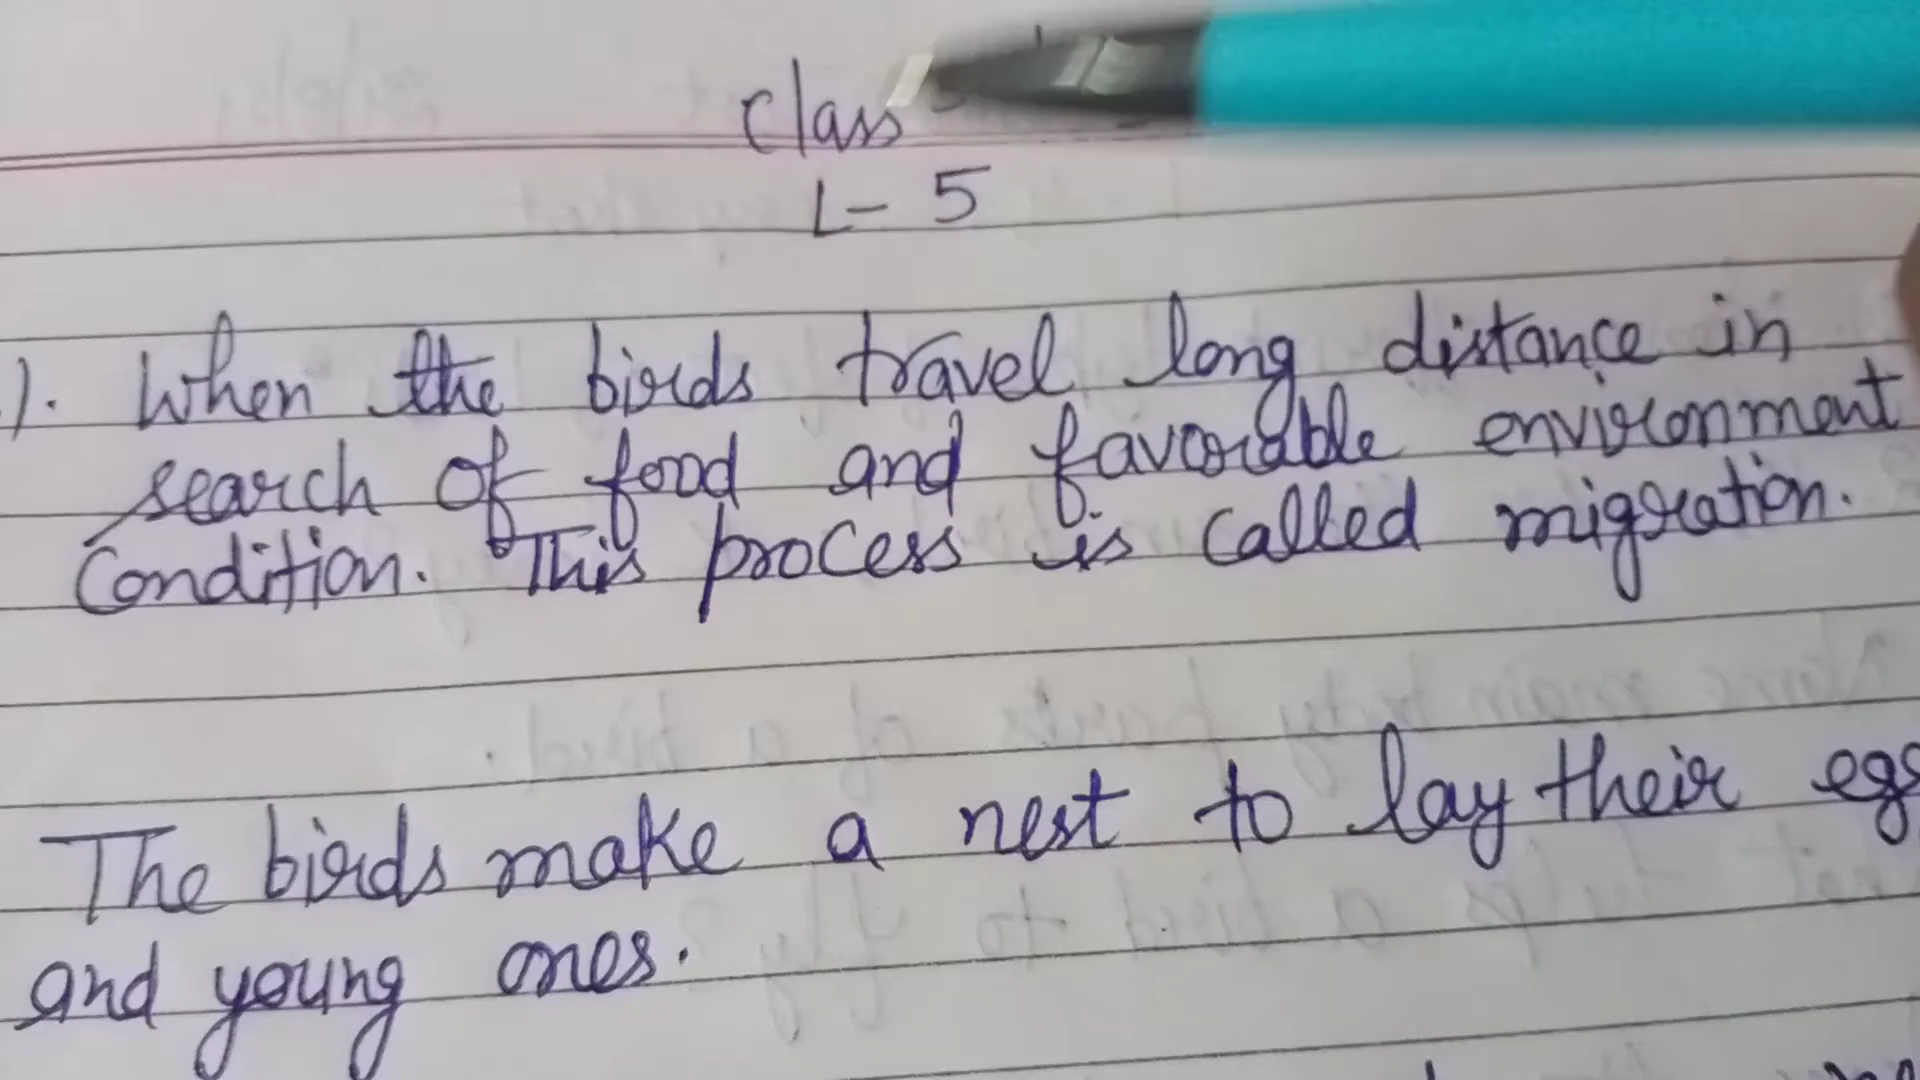 Class -
L- 5
). When the birds travel long distance in
search of food and favorable environment
Condition. This process is called migration.
The birds make a nest to lay their
and young ones.